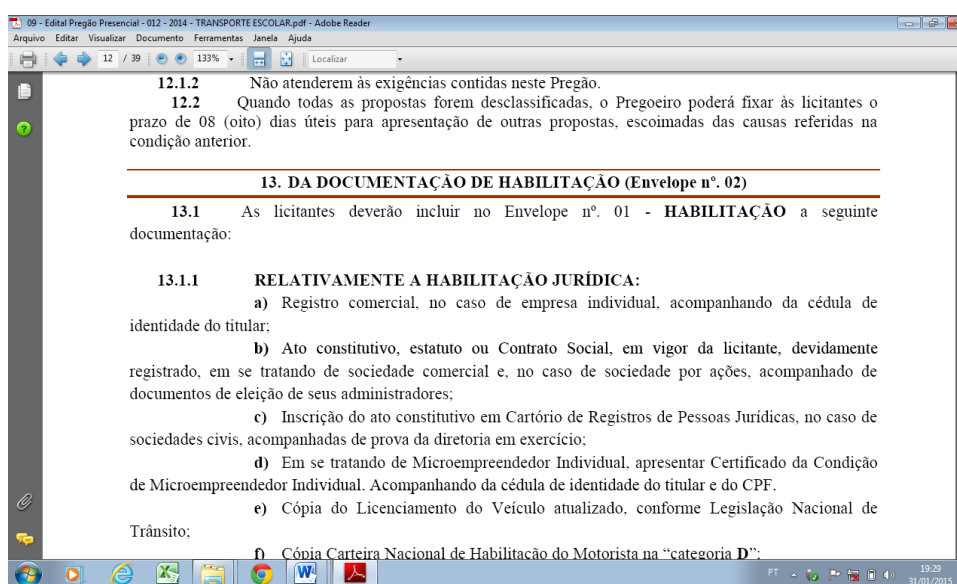 09 - Edital Pregão Presencial - 012 - 2014 - TRANSPORTE ESCOLAR.pdf - Adobe Reader
Arquivo Editar Visualizar Documento Ferramentas Janela Ajuda
12 / 39 133% Localizar
12.1.2 Não atenderem às exigências contidas neste Pregão.
12.2 Quando todas as propostas forem desclassificadas, o Pregoeiro poderá fixar às licitantes o
prazo de 08 (oito) dias úteis para apresentação de outras propostas, escoimadas das causas referidas na
condição anterior.
13. DA DOCUMENTAÇÃO DE HABILITAÇÃO (Envelope nº. 02)
13.1 As licitantes deverão incluir no Envelope nº. 01 - HABILITAÇÃO a seguinte
documentação:
13.1.1 RELATIVAMENTE A HABILITAÇÃO JURÍDICA:
a) Registro comercial, no caso de empresa individual, acompanhando da cédula de
identidade do titular;
b) Ato constitutivo, estatuto ou Contrato Social, em vigor da licitante, devidamente
registrado, em se tratando de sociedade comercial e, no caso de sociedade por ações, acompanhado de
documentos de eleição de seus administradores;
c) Inscrição do ato constitutivo em Cartório de Registros de Pessoas Jurídicas, no caso de
sociedades civis, acompanhadas de prova da diretoria em exercício;
d) Em se tratando de Microempreendedor Individual, apresentar Certificado da Condição
de Microempreendedor Individual. Acompanhando da cédula de identidade do titular e do CPF.
e) Cópia do Licenciamento do Veículo atualizado, conforme Legislação Nacional de
Trânsito;
f) Cópia Carteira Nacional de Habilitação do Motorista na “categoria D”;
PT 19:29
31/01/2015